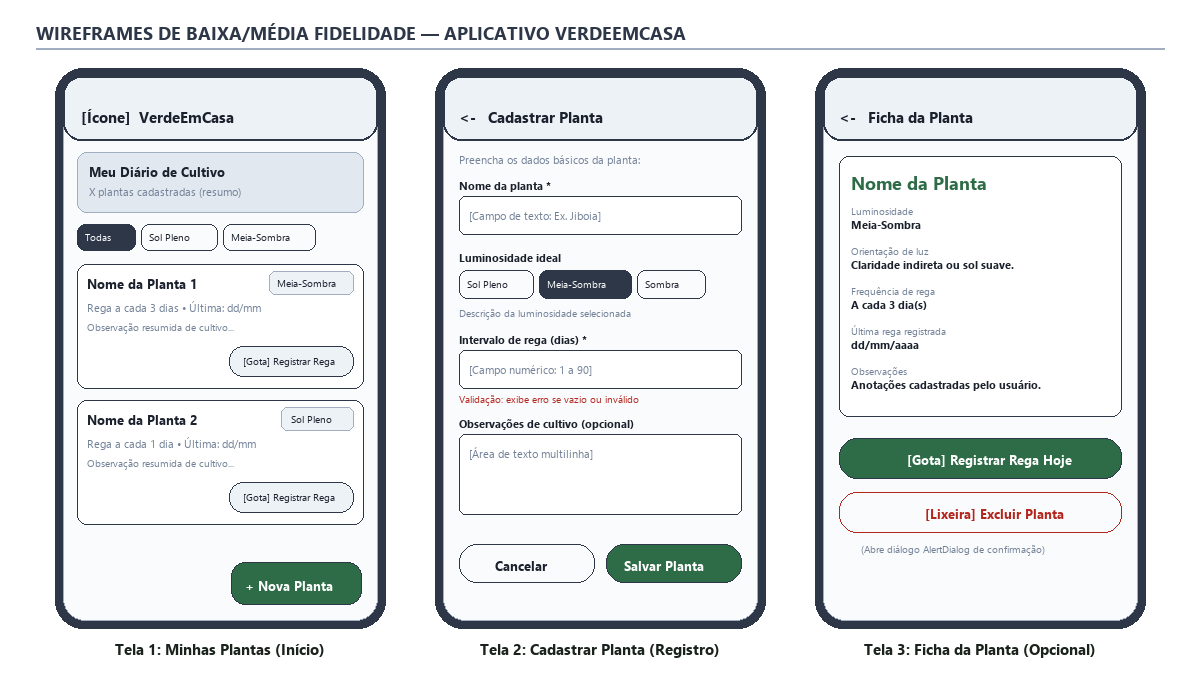 WIREFRAMES DE BAIXA/MÉDIA FIDELIDADE — APLICATIVO VERDEEMCASA
[Ícone] VerdeEmCasa
Meu Diário de Cultivo
X plantas cadastradas (resumo)
Todas
Sol Pleno
Meia-Sombra
Nome da Planta 1
Meia-Sombra
Rega a cada 3 dias • Última: dd/mm
Observação resumida de cultivo...
[Gota] Registrar Rega
Nome da Planta 2
Sol Pleno
Rega a cada 1 dia • Última: dd/mm
Observação resumida de cultivo...
[Gota] Registrar Rega
+ Nova Planta
Tela 1: Minhas Plantas (Início)
<- Cadastrar Planta
Preencha os dados básicos da planta:
Nome da planta *
[Campo de texto: Ex. Jiboia]
Luminosidade ideal
Sol Pleno
Meia-Sombra
Sombra
Descrição da luminosidade selecionada
Intervalo de rega (dias) *
[Campo numérico: 1 a 90]
Validação: exibe erro se vazio ou inválido
Observações de cultivo (opcional)
[Área de texto multilinha]
Cancelar
Salvar Planta
Tela 2: Cadastrar Planta (Registro)
<- Ficha da Planta
Nome da Planta
Luminosidade
Meia-Sombra
Orientação de luz
Claridade indireta ou sol suave.
Frequência de rega
A cada 3 dia(s)
Última rega registrada
dd/mm/aaaa
Observações
Anotações cadastradas pelo usuário.
[Gota] Registrar Rega Hoje
[Lixeira] Excluir Planta
(Abre diálogo AlertDialog de confirmação)
Tela 3: Ficha da Planta (Opcional)